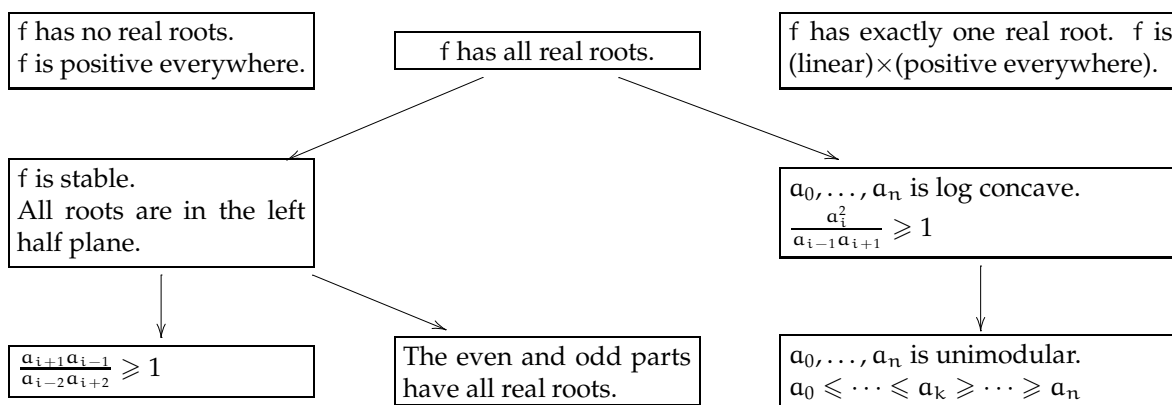 f has no real roots.
f is positive everywhere.
f has all real roots.
f has exactly one real root. f is
(linear)×(positive everywhere).
f is stable.
All roots are in the left
half plane.
a₀,...,aₙ is log concave.
aᵢ²/(aᵢ₋₁aᵢ₊₁) ⩾ 1
(aᵢ₊₁aᵢ₋₁)/(aᵢ₋₂aᵢ₊₂) ⩾ 1
The even and odd parts
have all real roots.
a₀,...,aₙ is unimodular.
a₀ ⩽ ··· ⩽ aₖ ⩾ ··· ⩾ aₙ